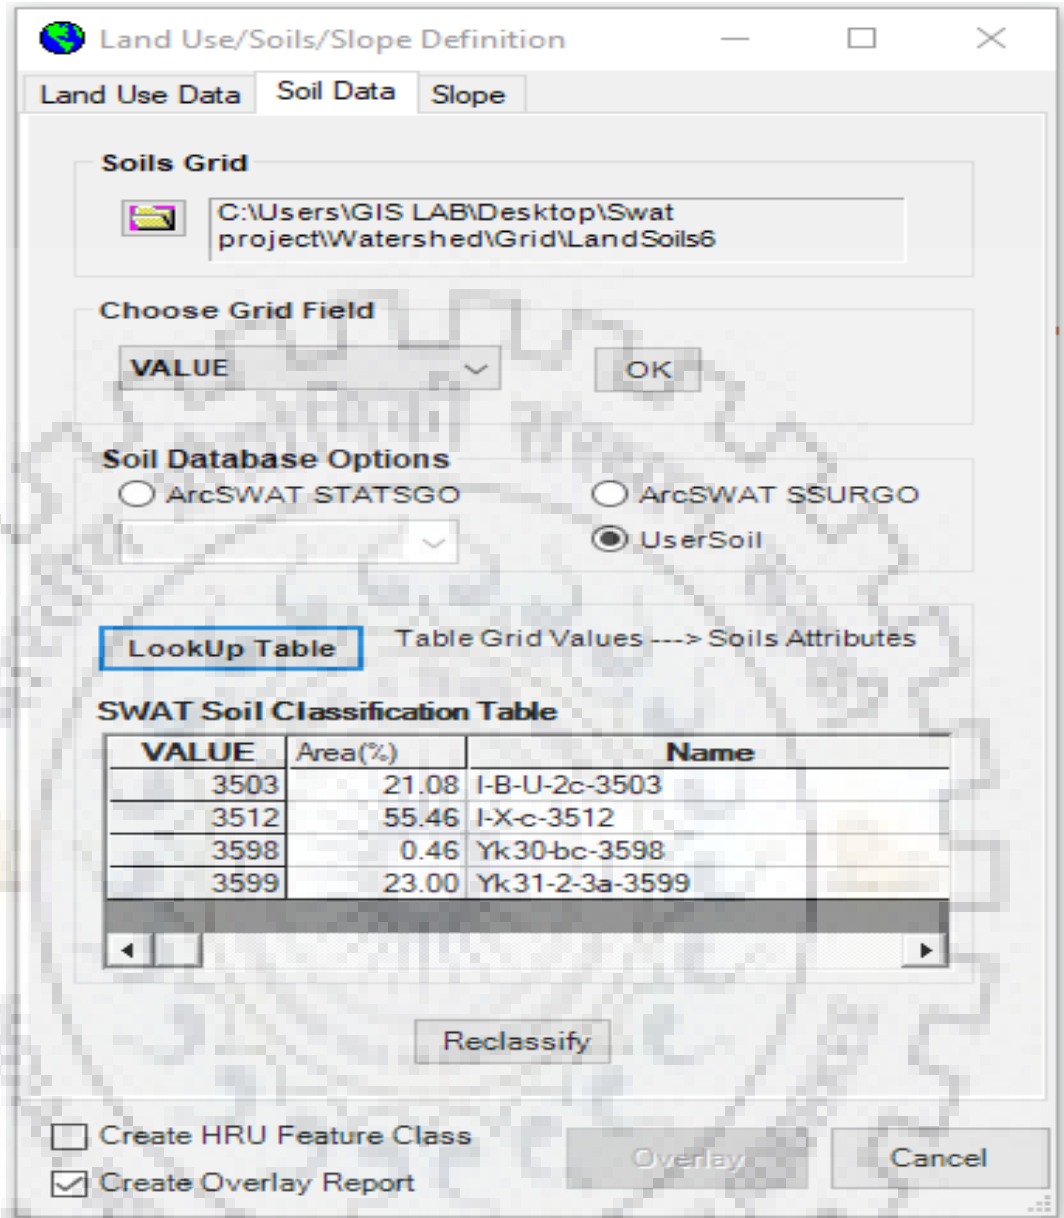 Land Use/Soils/Slope Definition
Land Use Data Soil Data Slope
Soils Grid
C:\Users\GIS LAB\Desktop\Swat
project\Watershed\Grid\LandSoils6
Choose Grid Field
VALUE OK
Soil Database Options
ArcSWAT STATSGO ArcSWAT SSURGO
UserSoil
LookUp Table Table Grid Values ---> Soils Attributes
SWAT Soil Classification Table
VALUE Area(%) Name
3503 21.08 I-B-U-2c-3503
3512 55.46 I-X-c-3512
3598 0.46 Yk30-bc-3598
3599 23.00 Yk31-2-3a-3599
Reclassify
Create HRU Feature Class
Overlay Cancel
Create Overlay Report